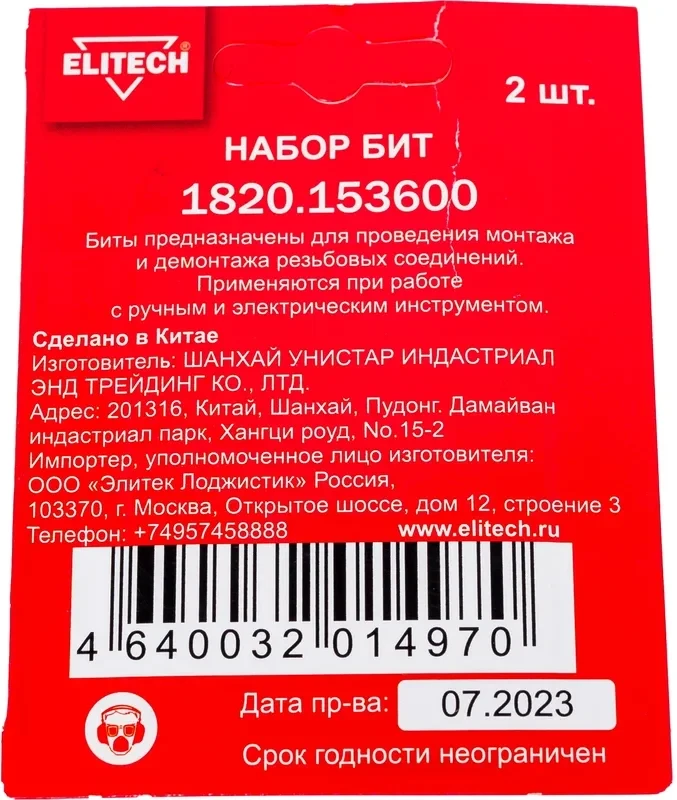 ELITECH®
2 шт.
НАБОР БИТ
1820.153600
Биты предназначены для проведения монтажа
и демонтажа резьбовых соединений.
Применяются при работе
с ручным и электрическим инструментом.
Сделано в Китае
Изготовитель: ШАНХАЙ УНИСТАР ИНДАСТРИАЛ
ЭНД ТРЕЙДИНГ КО., ЛТД.
Адрес: 201316, Китай, Шанхай, Пудонг. Дамайван
индастриал парк, Хангци роуд, No.15-2
Импортер, уполномоченное лицо изготовителя:
ООО «Элитек Лоджистик» Россия,
103370, г. Москва, Открытое шоссе, дом 12, строение 3
Телефон: +74957458888 www.elitech.ru
4 640032 014970
Дата пр-ва: 07.2023
Срок годности неограничен